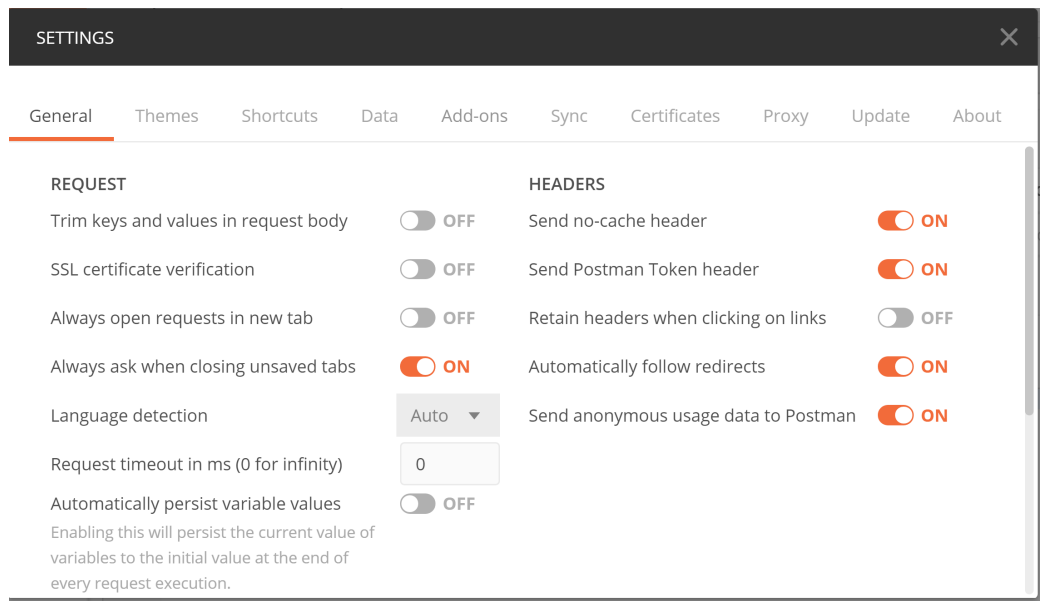 SETTINGS
General Themes Shortcuts Data Add-ons Sync Certificates Proxy Update About
REQUEST
Trim keys and values in request body OFF
SSL certificate verification OFF
Always open requests in new tab OFF
Always ask when closing unsaved tabs ON
Language detection Auto
Request timeout in ms (0 for infinity) 0
Automatically persist variable values OFF
Enabling this will persist the current value of
variables to the initial value at the end of
every request execution.
HEADERS
Send no-cache header ON
Send Postman Token header ON
Retain headers when clicking on links OFF
Automatically follow redirects ON
Send anonymous usage data to Postman ON